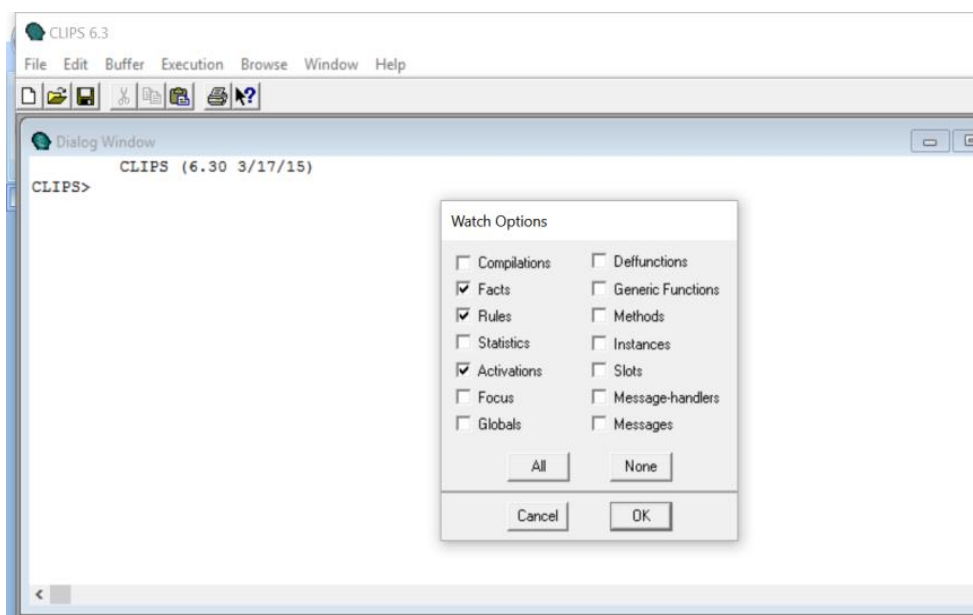 CLIPS 6.3
File Edit Buffer Execution Browse Window Help
Dialog Window
CLIPS (6.30 3/17/15)
CLIPS>
Watch Options
Compilations Deffunctions
Facts Generic Functions
Rules Methods
Statistics Instances
Activations Slots
Focus Message-handlers
Globals Messages
All None
Cancel OK